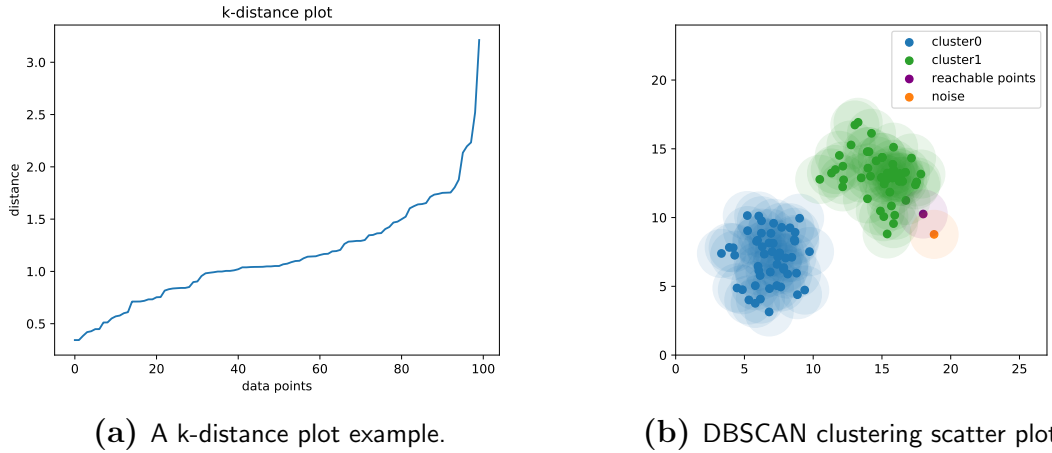 k-distance plot
distance
3.0
2.5
2.0
1.5
1.0
0.5
0 20 40 60 80 100
data points
(a) A k-distance plot example.
cluster0
cluster1
reachable points
noise
20
15
10
5
0
0 5 10 15 20 25
(b) DBSCAN clustering scatter plot